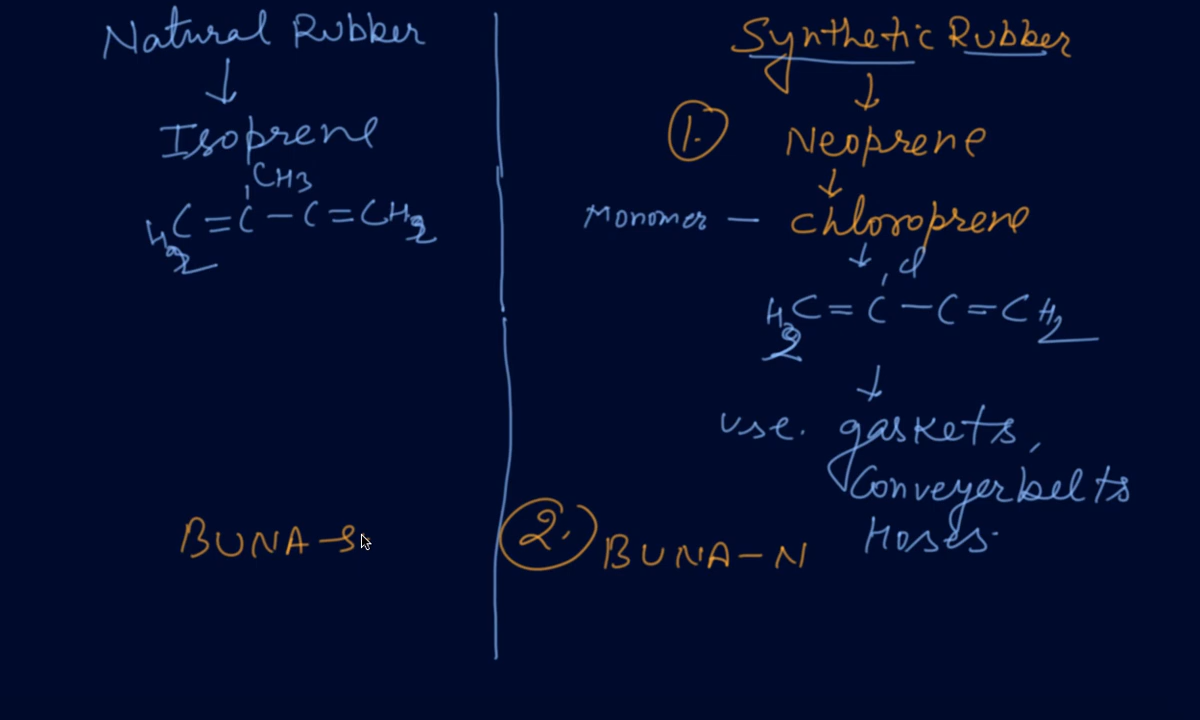 Natural Rubber
Isoprene
CH3
H2C = C - C = CH2
BUNA-S
Synthetic Rubber
1. Neoprene
Monomer - chloroprene
Cl
H2C = C - C = CH2
Use. gaskets,
Conveyer belts
Hoses.
2. BUNA-N